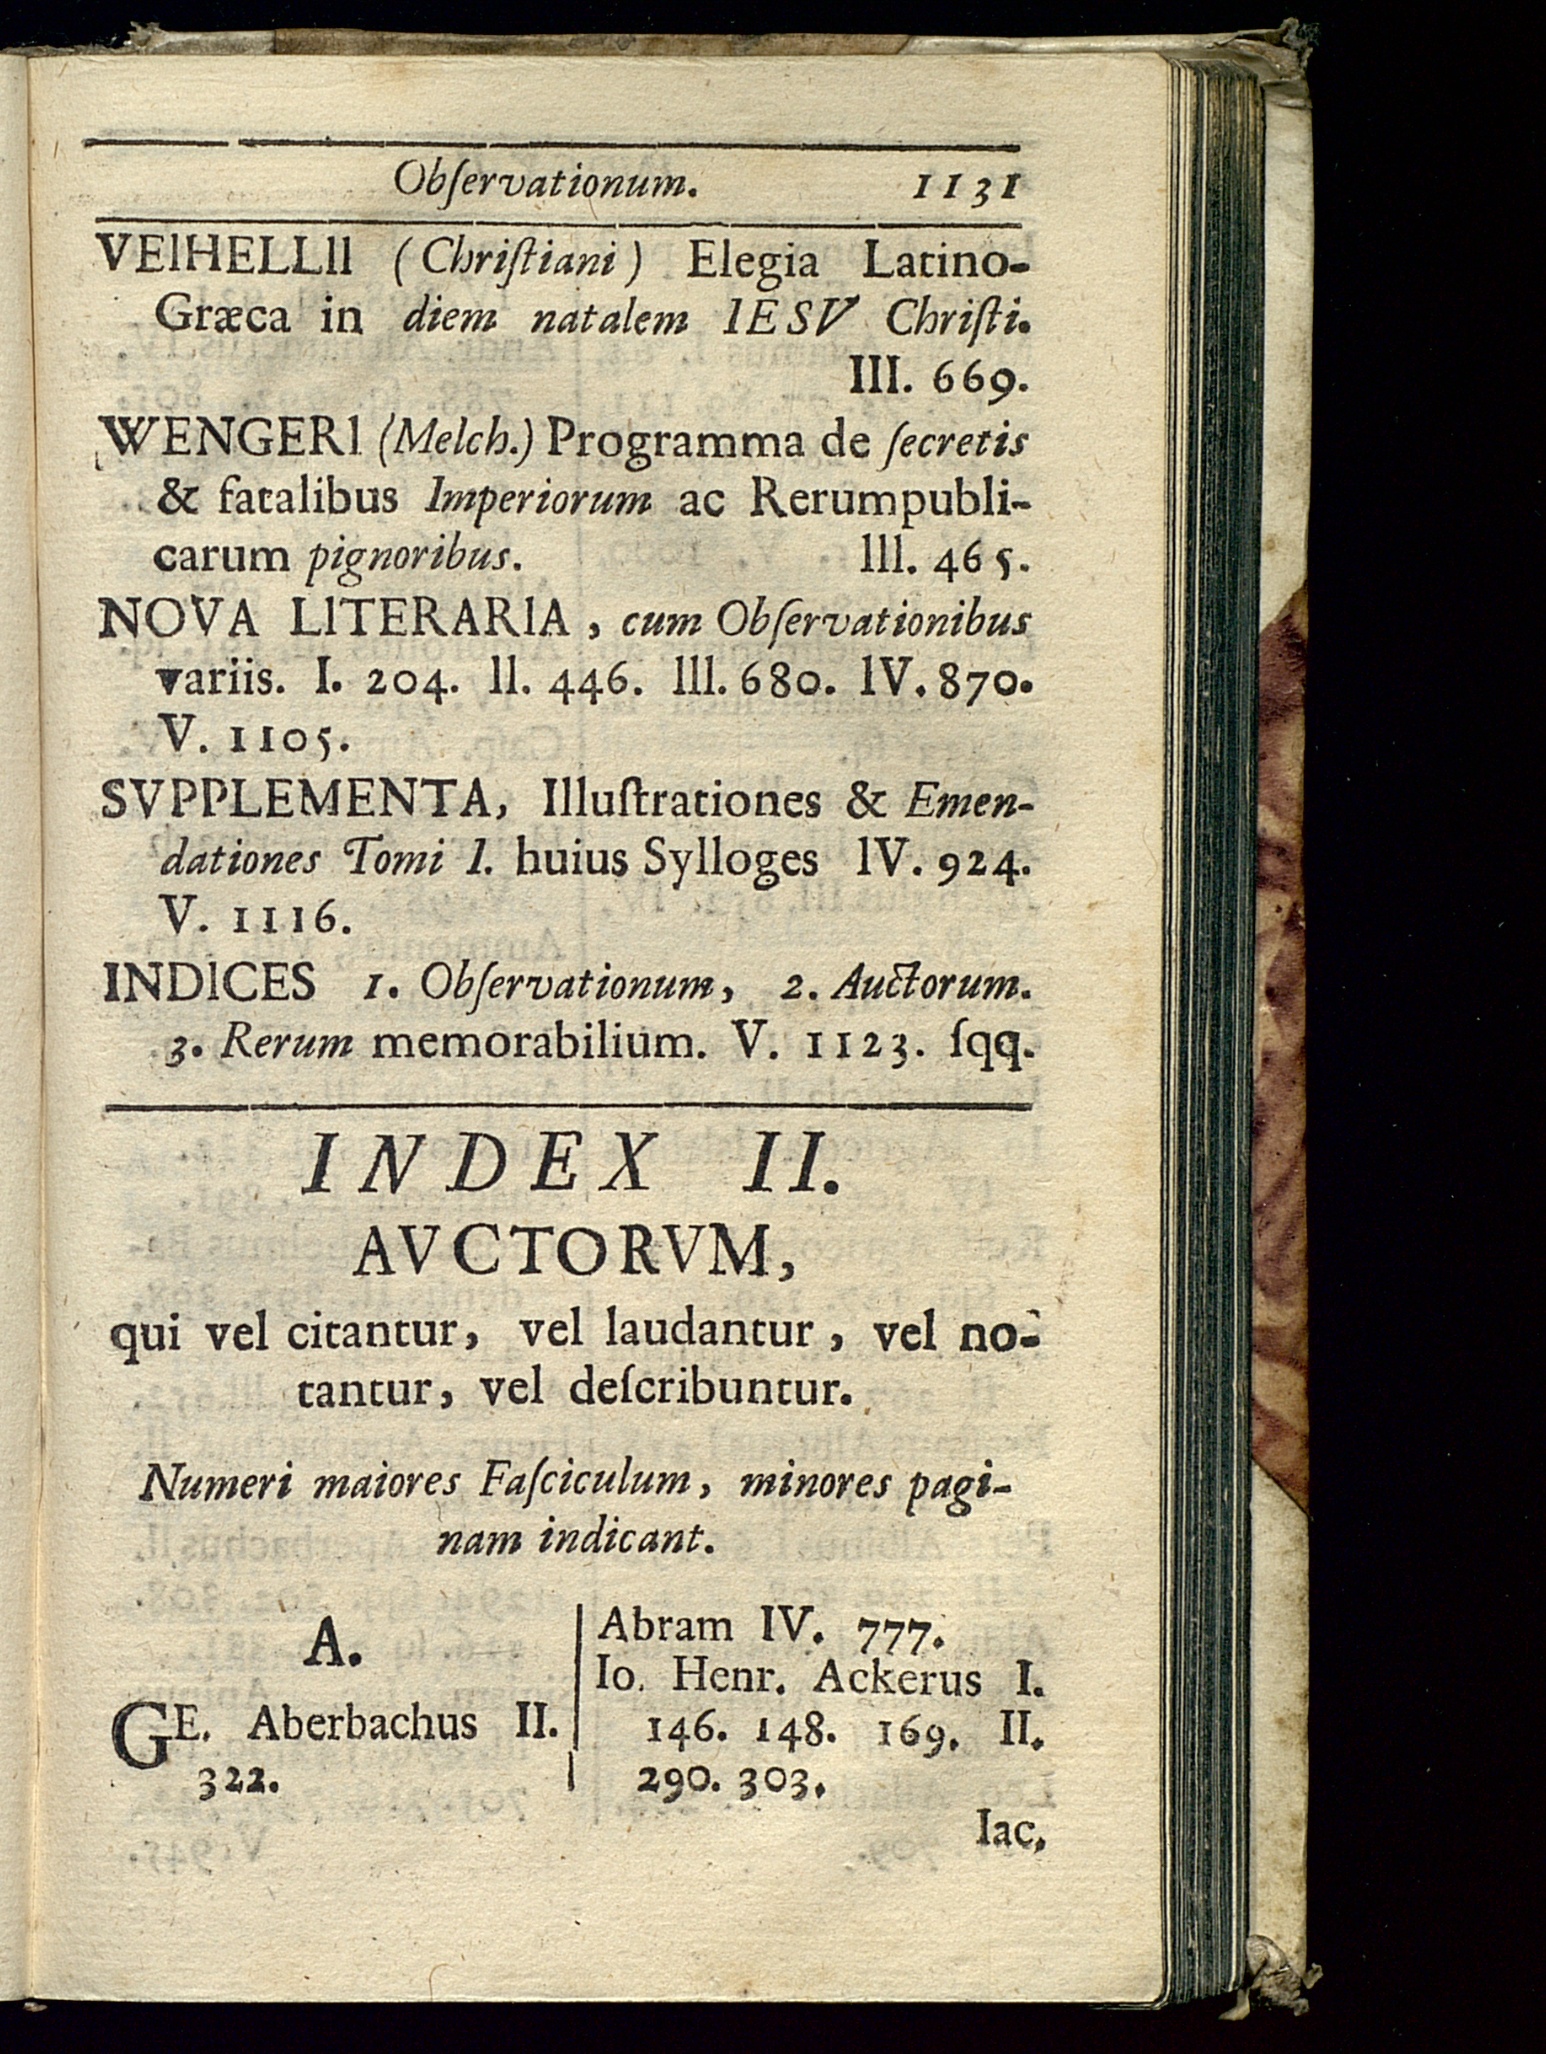 Obſervationum. 1131
VEIHELLII (Chriſtiani) Elegia Latino-
Græca in diem natalem IESV Chriſti.
III. 669.
WENGERI (Melch.) Programma de ſecretis
& fatalibus Imperiorum ac Rerumpubli-
carum pignoribus. III. 465.
NOVA LITERARIA, cum Obſervationibus
variis. I. 204. II. 446. III. 680. IV. 870.
V. 1105.
SVPPLEMENTA, Illuſtrationes & Emen-
dationes Tomi I. huius Sylloges IV. 924.
V. 1116.
INDICES 1. Obſervationum, 2. Auctorum.
3. Rerum memorabilium. V. 1123. ſqq.
INDEX II.
AVCTORVM,
qui vel citantur, vel laudantur, vel no-
tantur, vel deſcribuntur.
Numeri maiores Faſciculum, minores pagi-
nam indicant.
A.
GE. Aberbachus II.
322.
Abram IV. 777.
Io. Henr. Ackerus I.
146. 148. 169. II.
290. 303.
Iac.